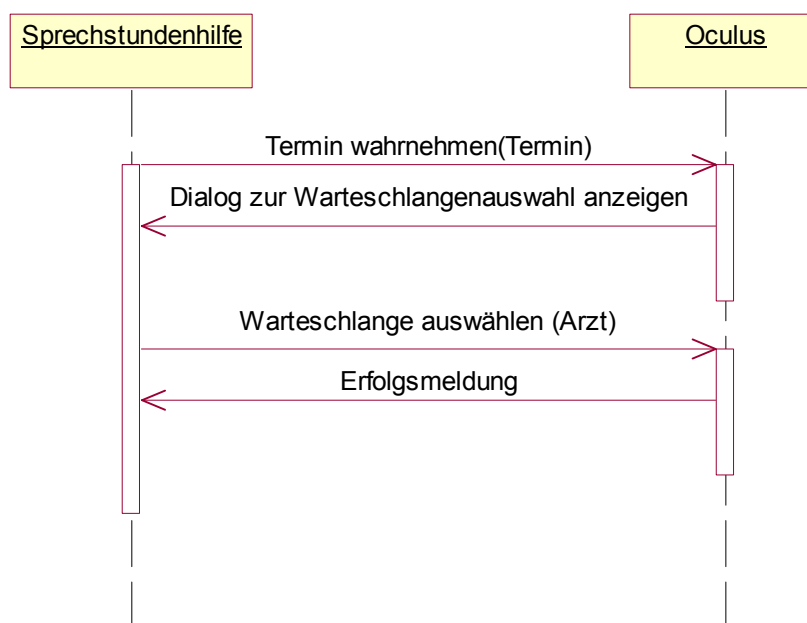 Sprechstundenhilfe
Oculus
Termin wahrnehmen(Termin)
Dialog zur Warteschlangenauswahl anzeigen
Warteschlange auswählen (Arzt)
Erfolgsmeldung